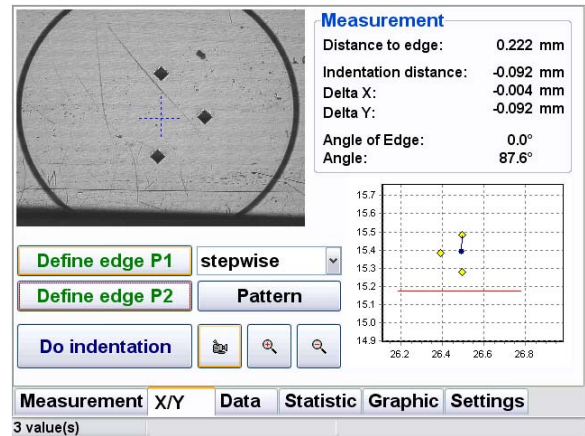 Measurement
Distance to edge: 0.222 mm
Indentation distance: -0.092 mm
Delta X: -0.004 mm
Delta Y: -0.092 mm
Angle of Edge: 0.0°
Angle: 87.6°
15.7
15.6
15.5
15.4
15.3
15.2
15.1
15.0
14.9
26.2 26.4 26.6 26.8
Define edge P1 stepwise
Define edge P2 Pattern
Do indentation
Measurement X/Y Data Statistic Graphic Settings
3 value(s)